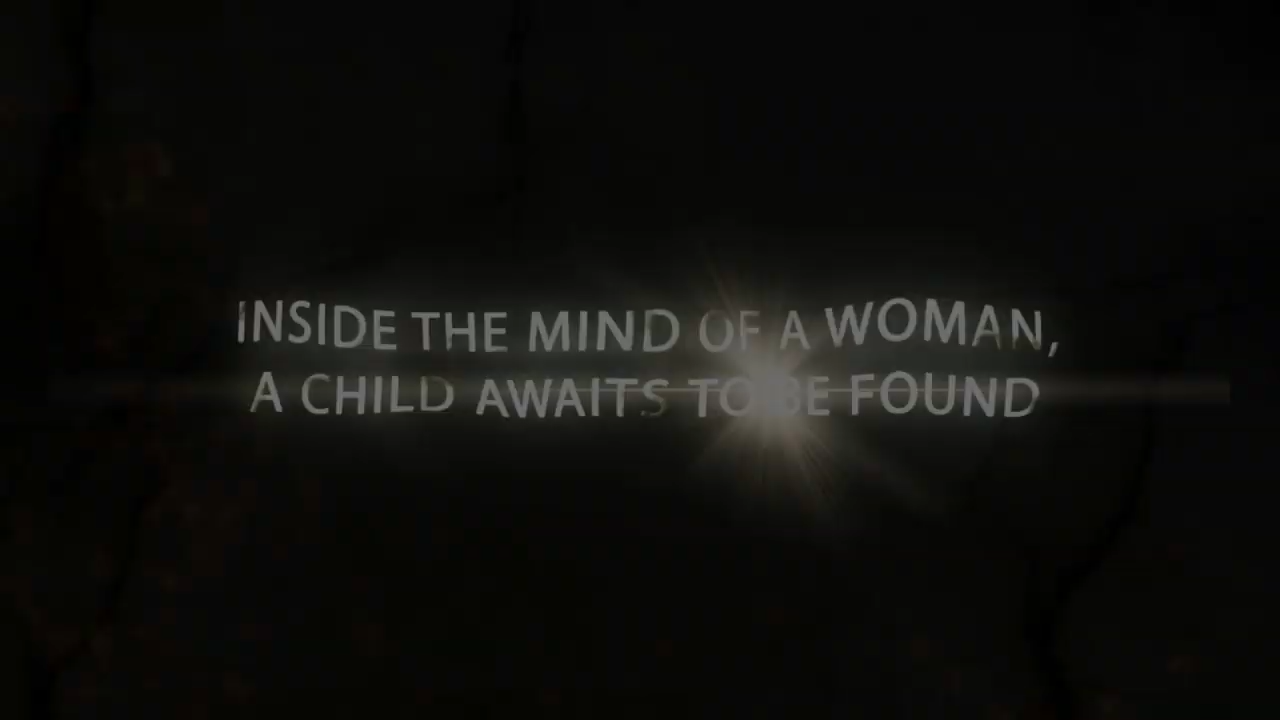 INSIDE THE MIND OF A WOMAN,
A CHILD AWAITS TO BE FOUND